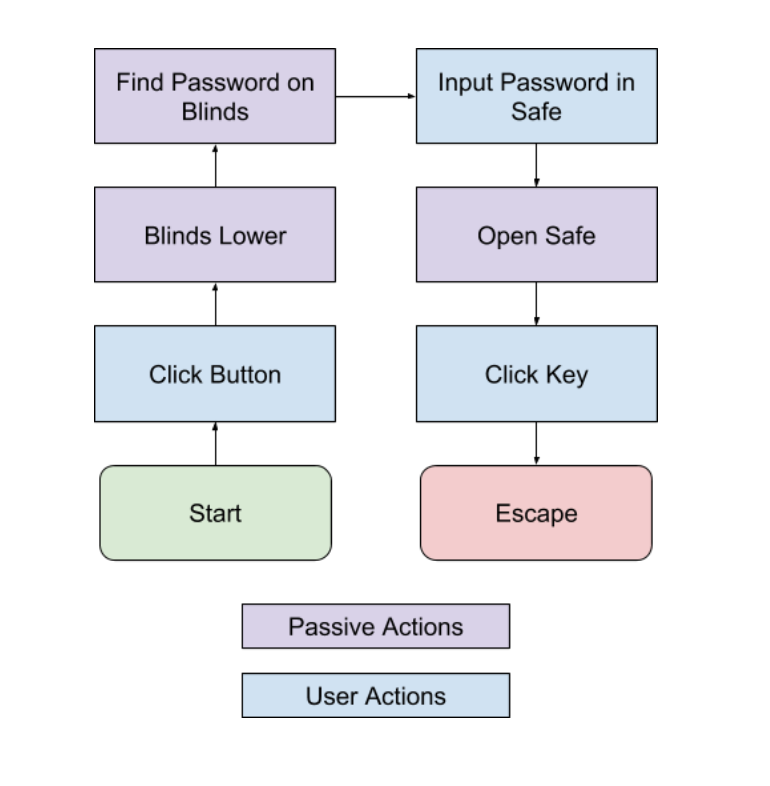 Find Password on
Blinds
Input Password in
Safe
Blinds Lower
Open Safe
Click Button
Click Key
Start
Escape
Passive Actions
User Actions